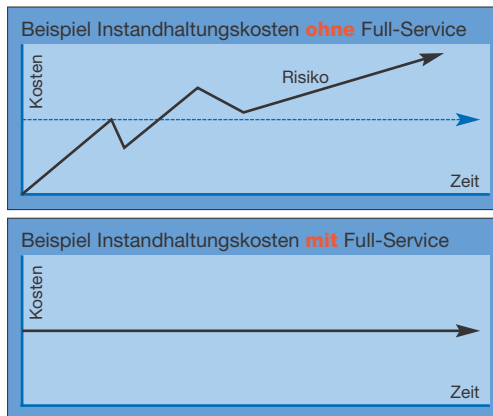 Beispiel Instandhaltungskosten ohne Full-Service
Kosten
Risiko
Zeit
Beispiel Instandhaltungskosten mit Full-Service
Kosten
Zeit